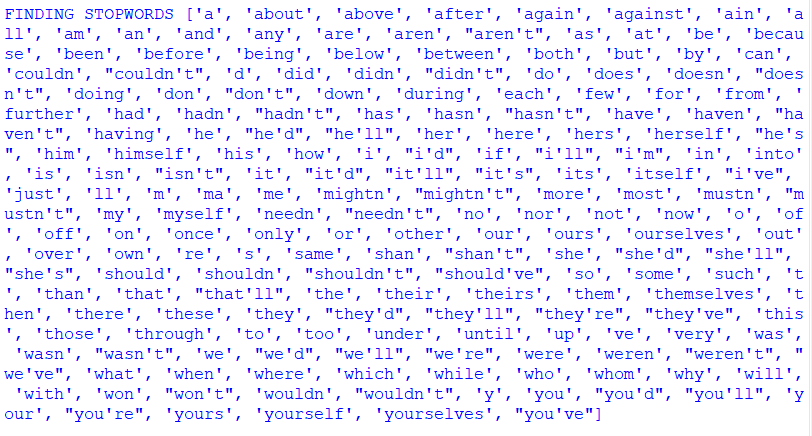 FINDING STOPWORDS ['a', 'about', 'above', 'after', 'again', 'against', 'ain', 'a
ll', 'am', 'an', 'and', 'any', 'are', 'aren', "aren't", 'as', 'at', 'be', 'becau
se', 'been', 'before', 'being', 'below', 'between', 'both', 'but', 'by', 'can',
'couldn', "couldn't", 'd', 'did', 'didn', "didn't", 'do', 'does', 'doesn', "does
n't", 'doing', 'don', "don't", 'down', 'during', 'each', 'few', 'for', 'from', '
further', 'had', 'hadn', "hadn't", 'has', 'hasn', "hasn't", 'have', 'haven', "ha
ven't", 'having', 'he', "he'd", "he'll", 'her', 'here', 'hers', 'herself', "he's
", 'him', 'himself', 'his', 'how', 'i', "i'd", 'if', "i'll", "i'm", 'in', 'into'
, 'is', 'isn', "isn't", 'it', "it'd", "it'll", "it's", 'its', 'itself', "i've",
'just', 'll', 'm', 'ma', 'me', 'mightn', "mightn't", 'more', 'most', 'mustn', "m
ustn't", 'my', 'myself', 'needn', "needn't", 'no', 'nor', 'not', 'now', 'o', 'of
', 'off', 'on', 'once', 'only', 'or', 'other', 'our', 'ours', 'ourselves', 'out'
, 'over', 'own', 're', 's', 'same', 'shan', "shan't", 'she', "she'd", "she'll",
"she's", 'should', 'shouldn', "shouldn't", "should've", 'so', 'some', 'such', 't
', 'than', 'that', "that'll", 'the', 'their', 'theirs', 'them', 'themselves', 't
hen', 'there', 'these', 'they', "they'd", "they'll", "they're", "they've", 'this
', 'those', 'through', 'to', 'too', 'under', 'until', 'up', 've', 'very', 'was',
'wasn', "wasn't", 'we', "we'd", "we'll", "we're", 'were', 'weren', "weren't", "
we've", 'what', 'when', 'where', 'which', 'while', 'who', 'whom', 'why', 'will',
'with', 'won', "won't", 'wouldn', "wouldn't", 'y', 'you', "you'd", "you'll", 'y
our', "you're", 'yours', 'yourself', 'yourselves', "you've"]